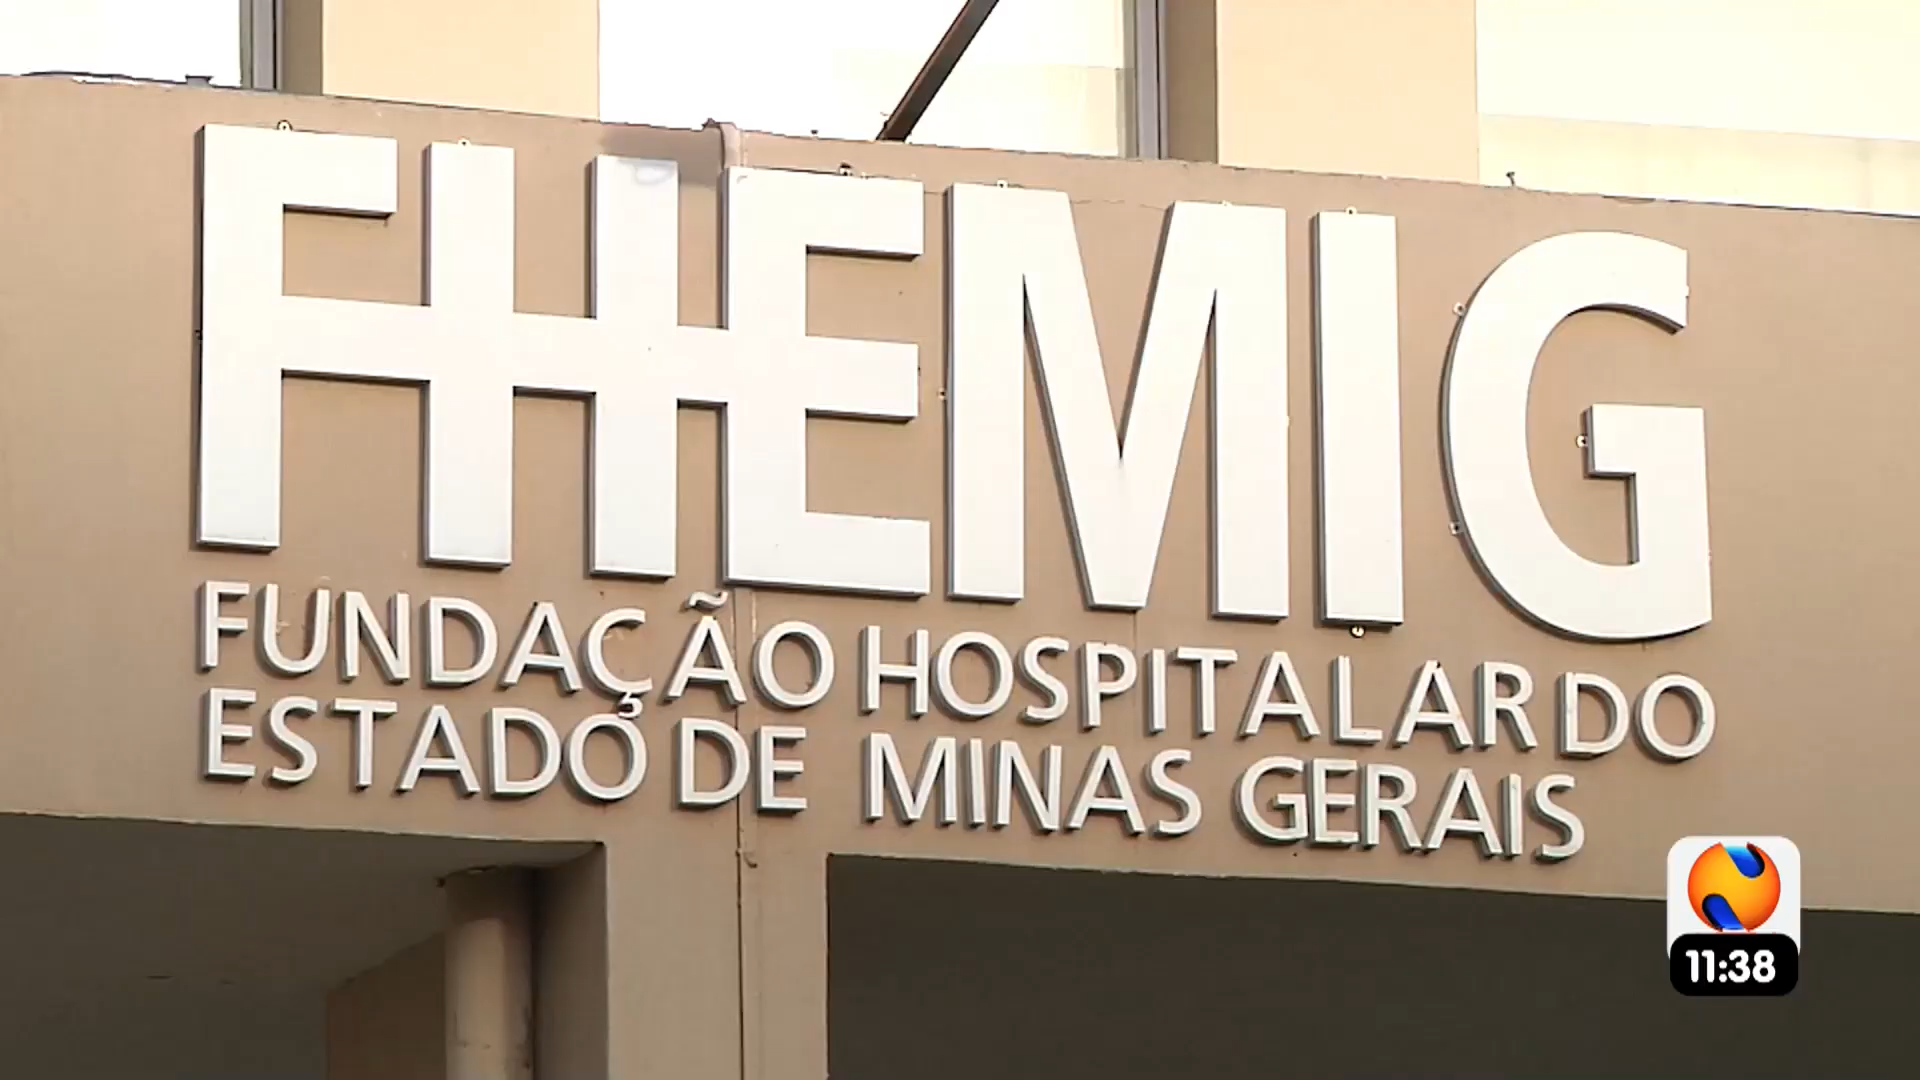 FHEMIG
FUNDAÇÃO HOSPITALAR DO
ESTADO DE MINAS GERAIS
11:38